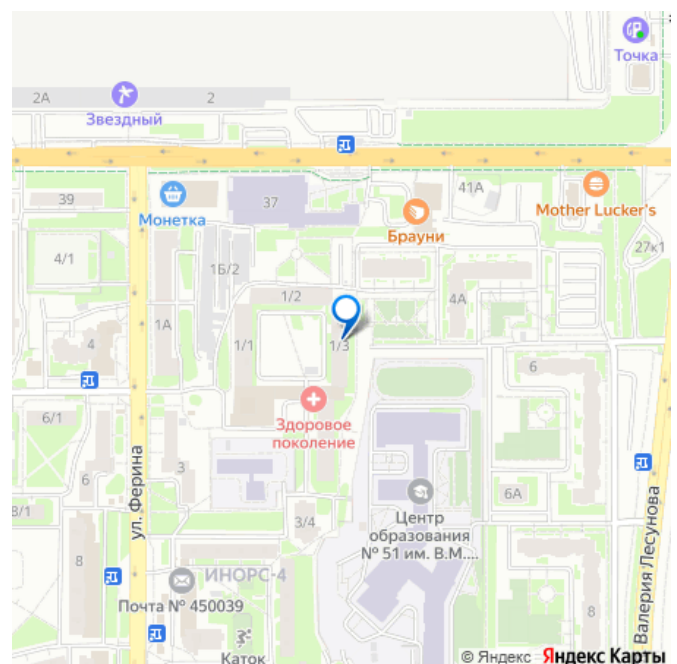 Точка
2А
2
Звездный
39
Монетка
37
41А
Mother Lucker's
Брауни
27к1
4/1
1Б/2
1/2
4А
1А
1/1
1/3
4
6
Здоровое
поколение
6/1
6
3
ул. Ферина
6А
8/1
3/4
Центр
образования
№ 51 им. В.М....
8
ИНОРС-4
Почта № 450039
8
Валерия Лесунова
Каток
© Яндекс Яндекс Карты